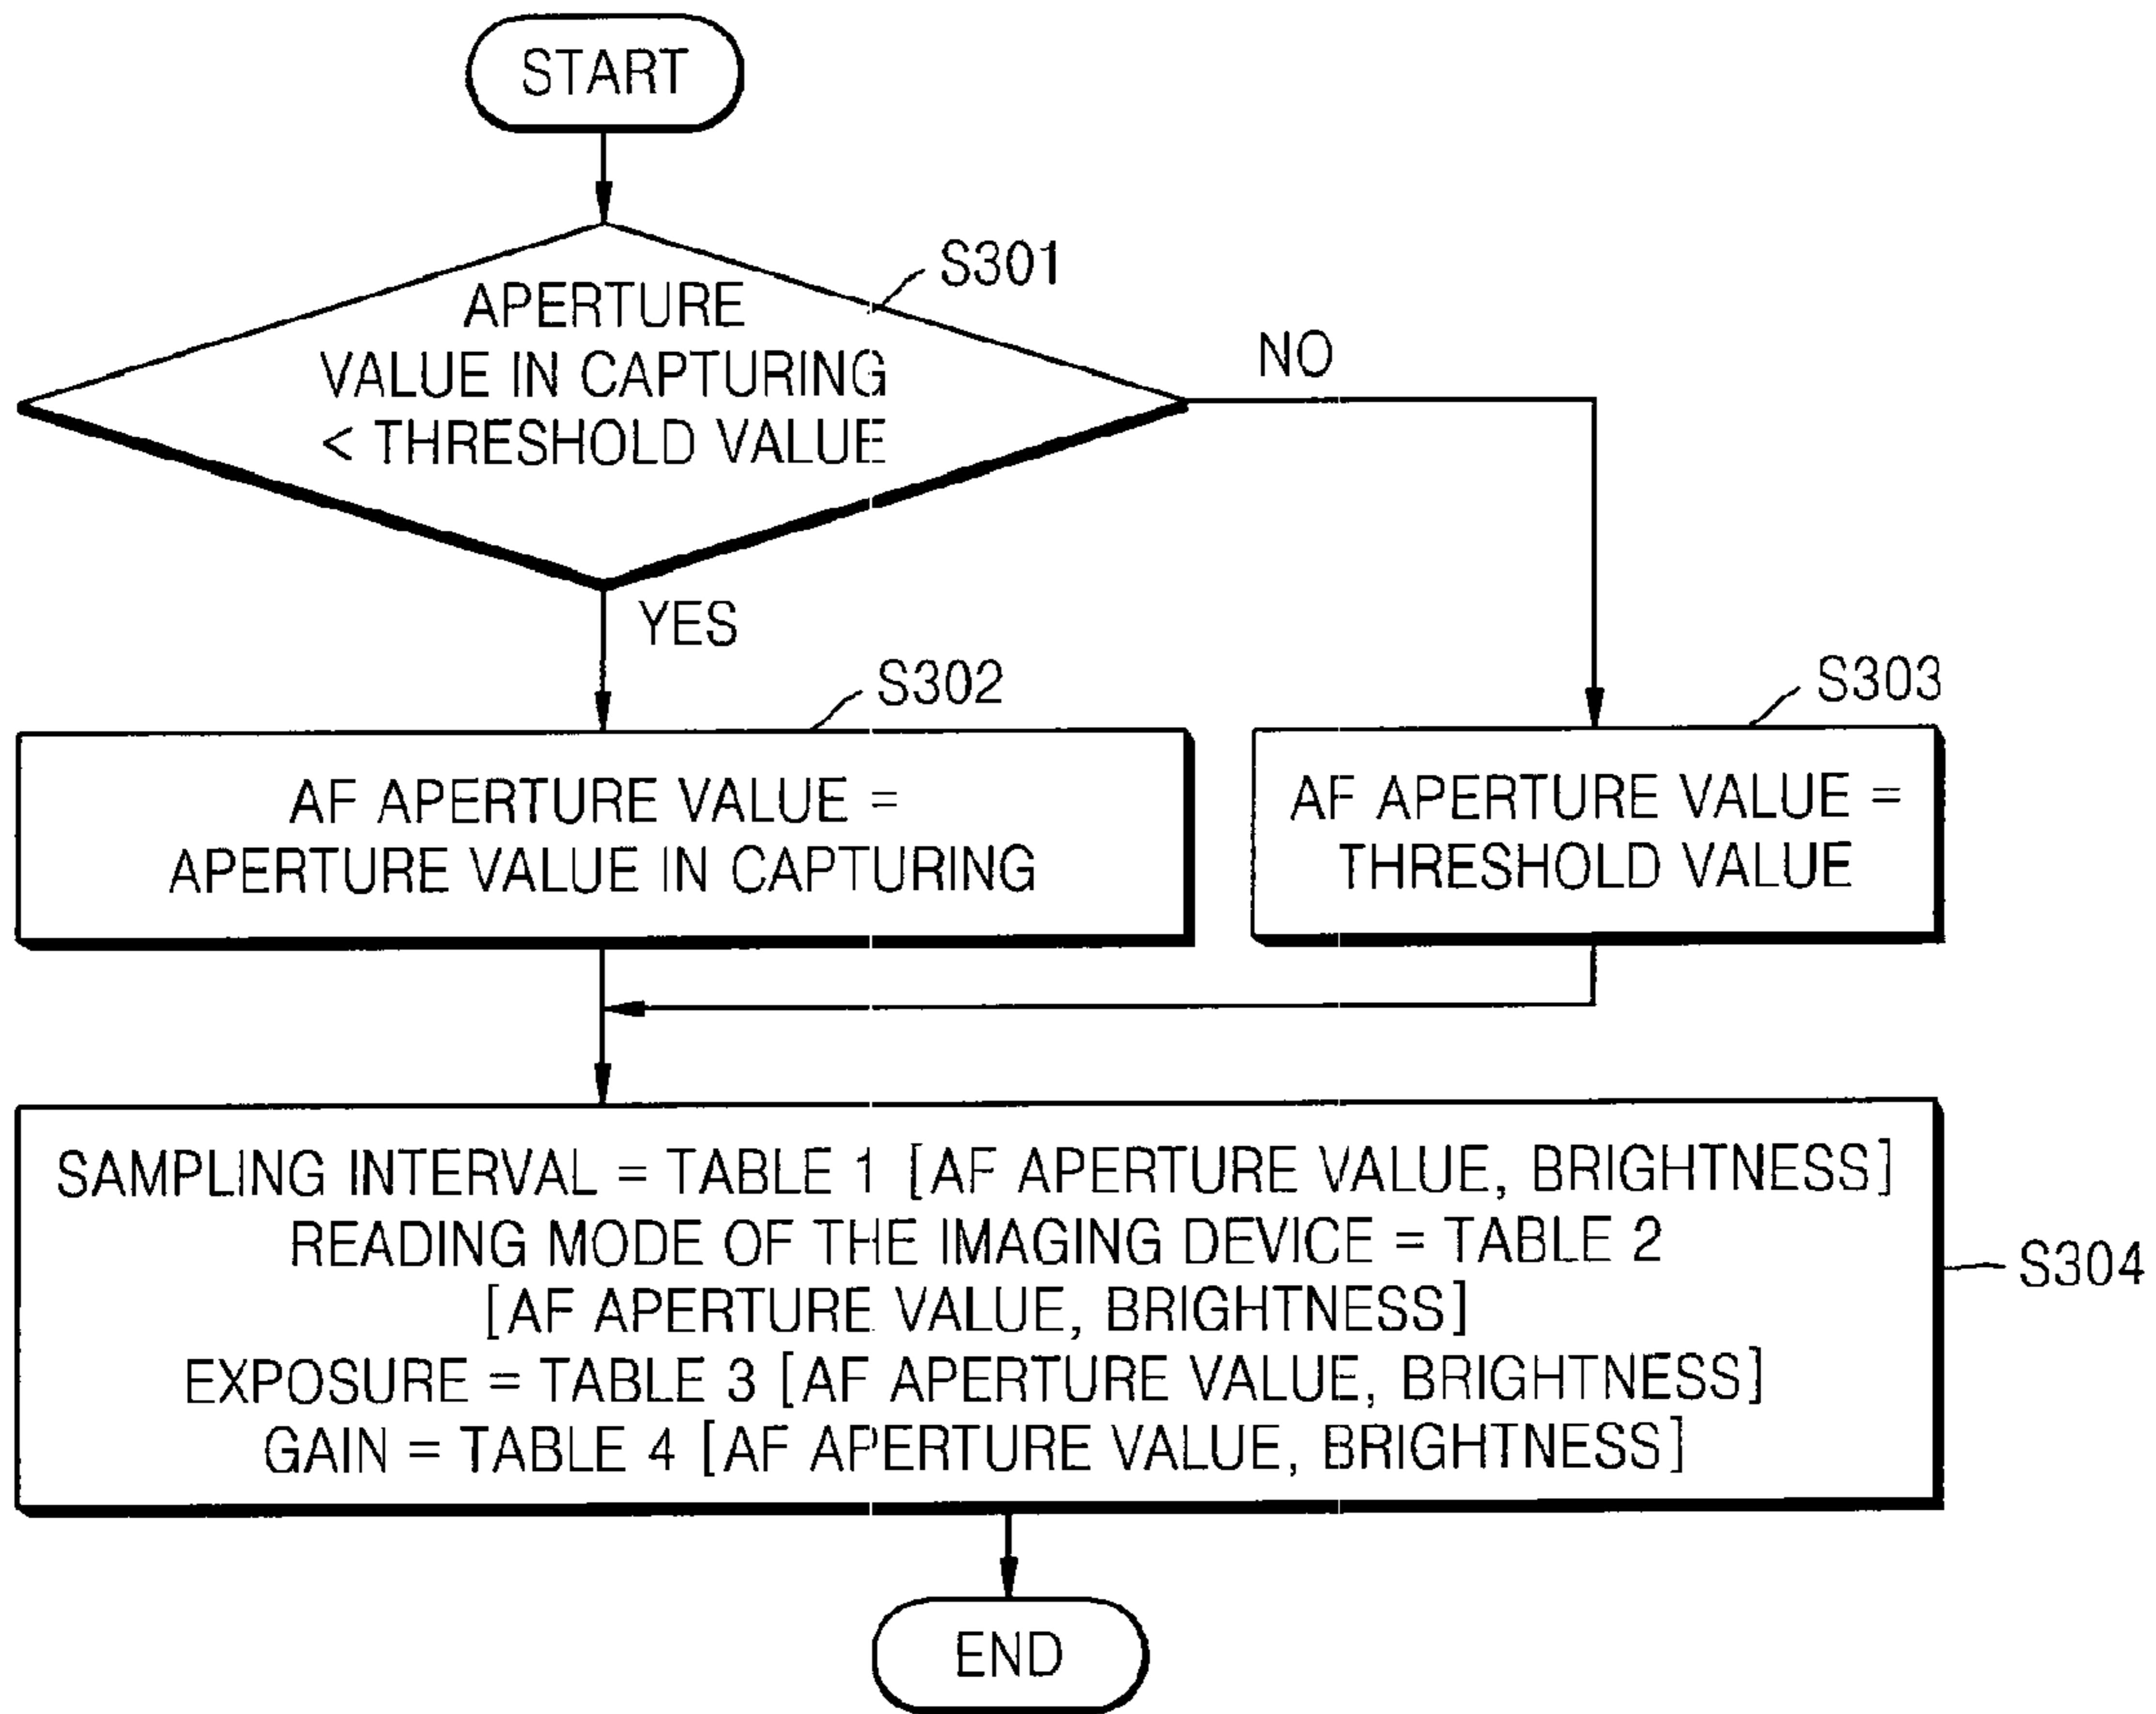 START
S301
APERTURE
VALUE IN CAPTURING
< THRESHOLD VALUE
NO
YES
S302
AF APERTURE VALUE =
APERTURE VALUE IN CAPTURING
S303
AF APERTURE VALUE =
THRESHOLD VALUE
SAMPLING INTERVAL = TABLE 1 [AF APERTURE VALUE, BRIGHTNESS]
READING MODE OF THE IMAGING DEVICE = TABLE 2
[AF APERTURE VALUE, BRIGHTNESS]
EXPOSURE = TABLE 3 [AF APERTURE VALUE, BRIGHTNESS]
GAIN = TABLE 4 [AF APERTURE VALUE, BRIGHTNESS]
S304
END